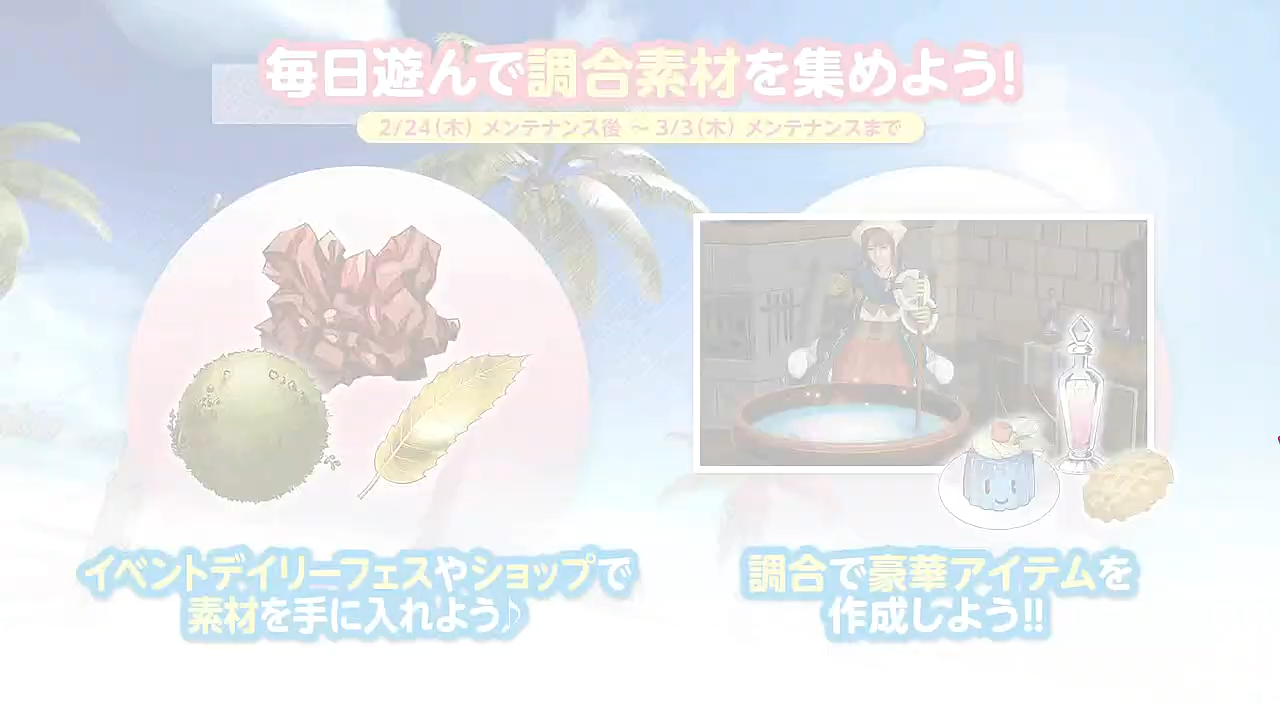 毎日遊んで調合素材を集めよう!
2/24(木) メンテナンス後 ～ 3/3(木) メンテナンスまで
イベントデイリーフェスやショップで
素材を手に入れよう♪
調合で豪華アイテムを
作成しよう!!